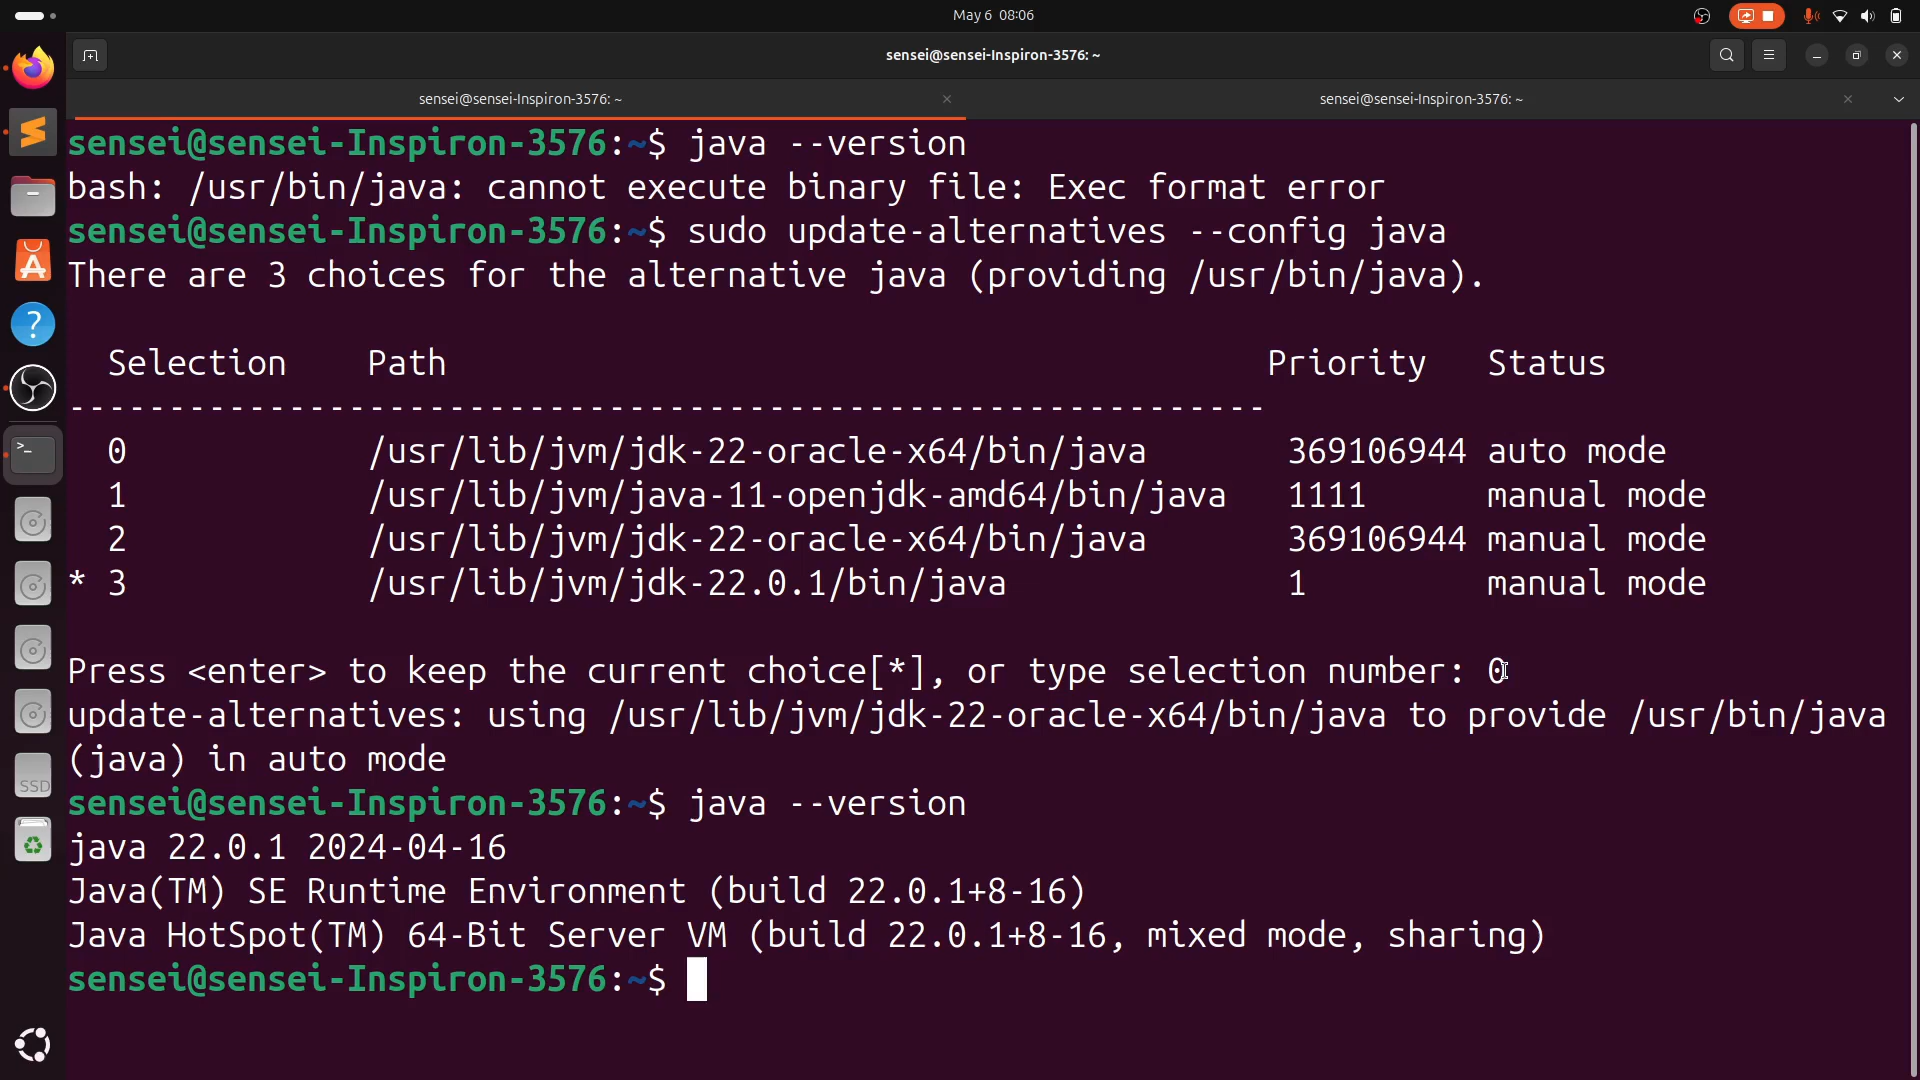 May 6  08:06
sensei@sensei-Inspiron-3576: ~
sensei@sensei-Inspiron-3576: ~
sensei@sensei-Inspiron-3576: ~
sensei@sensei-Inspiron-3576:~$ java --version
bash: /usr/bin/java: cannot execute binary file: Exec format error
sensei@sensei-Inspiron-3576:~$ sudo update-alternatives --config java
There are 3 choices for the alternative java (providing /usr/bin/java).
  Selection    Path                                         Priority   Status
------------------------------------------------------------
  0            /usr/lib/jvm/jdk-22-oracle-x64/bin/java       369106944 auto mode
  1            /usr/lib/jvm/java-11-openjdk-amd64/bin/java   1111      manual mode
  2            /usr/lib/jvm/jdk-22-oracle-x64/bin/java       369106944 manual mode
* 3            /usr/lib/jvm/jdk-22.0.1/bin/java              1         manual mode
Press <enter> to keep the current choice[*], or type selection number: 0
update-alternatives: using /usr/lib/jvm/jdk-22-oracle-x64/bin/java to provide /usr/bin/java
(java) in auto mode
sensei@sensei-Inspiron-3576:~$ java --version
java 22.0.1 2024-04-16
Java(TM) SE Runtime Environment (build 22.0.1+8-16)
Java HotSpot(TM) 64-Bit Server VM (build 22.0.1+8-16, mixed mode, sharing)
sensei@sensei-Inspiron-3576:~$
SSD